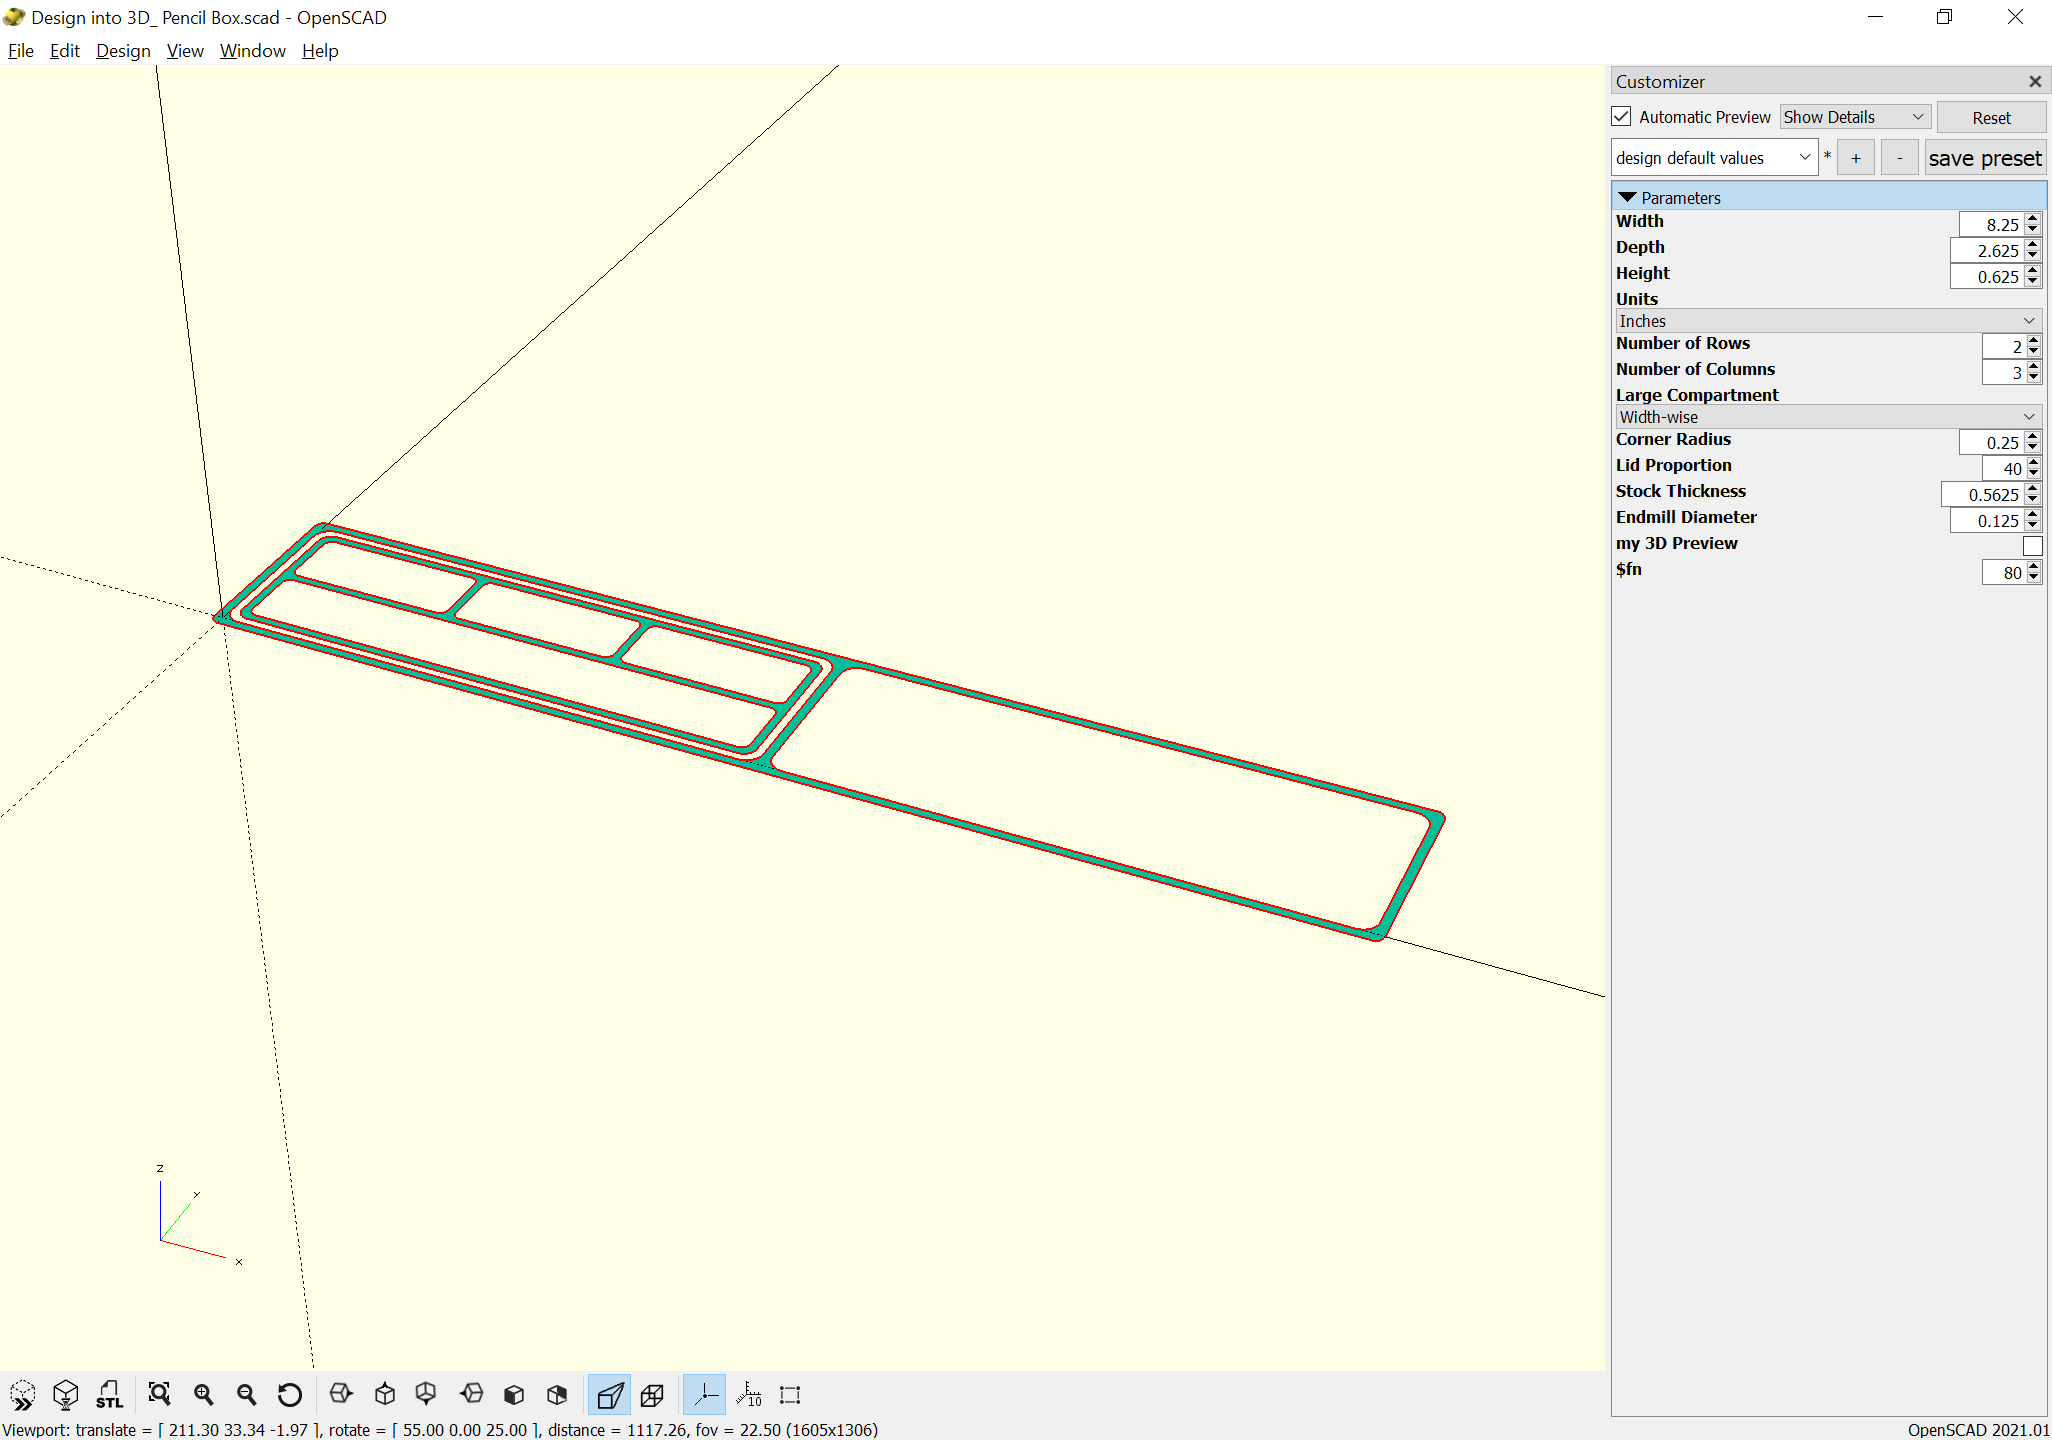 Design into 3D_ Pencil Box.scad - OpenSCAD
File Edit Design View Window Help
Customizer
Automatic Preview Show Details Reset
design default values * + - save preset
Parameters
Width 8.25
Depth 2.625
Height 0.625
Units
Inches
Number of Rows 2
Number of Columns 3
Large Compartment
Width-wise
Corner Radius 0.25
Lid Proportion 40
Stock Thickness 0.5625
Endmill Diameter 0.125
my 3D Preview
$fn 80
z
y
x
STL
10
Viewport: translate = [ 211.30 33.34 -1.97 ], rotate = [ 55.00 0.00 25.00 ], distance = 1117.26, fov = 22.50 (1605x1306) OpenSCAD 2021.01